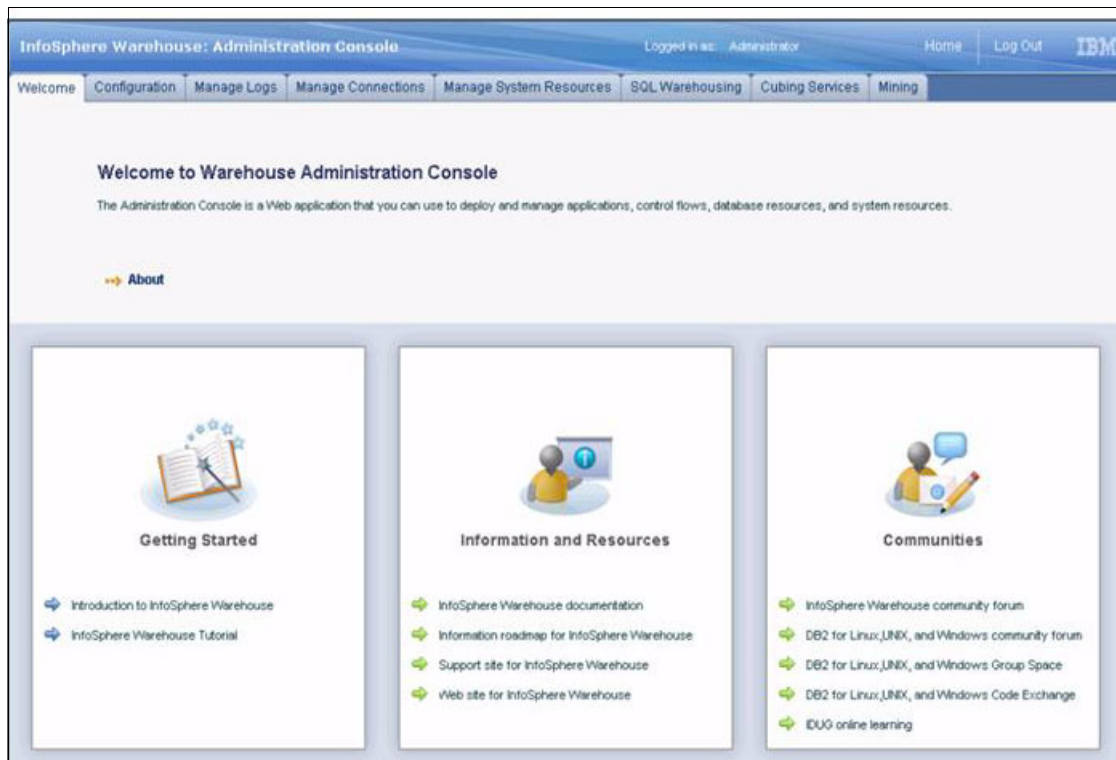 InfoSphere Warehouse: Administration Console Logged in as: Administrator Home Log Out IBM
Welcome Configuration Manage Logs Manage Connections Manage System Resources SQL Warehousing Cubing Services Mining
Welcome to Warehouse Administration Console
The Administration Console is a Web application that you can use to deploy and manage applications, control flows, database resources, and system resources.
About
Getting Started
Introduction to InfoSphere Warehouse
InfoSphere Warehouse Tutorial
Information and Resources
InfoSphere Warehouse documentation
Information roadmap for InfoSphere Warehouse
Support site for InfoSphere Warehouse
Web site for InfoSphere Warehouse
Communities
InfoSphere Warehouse community forum
DB2 for Linux,UNIX, and Windows community forum
DB2 for Linux,UNIX, and Windows Group Space
DB2 for Linux,UNIX, and Windows Code Exchange
IDUG online learning